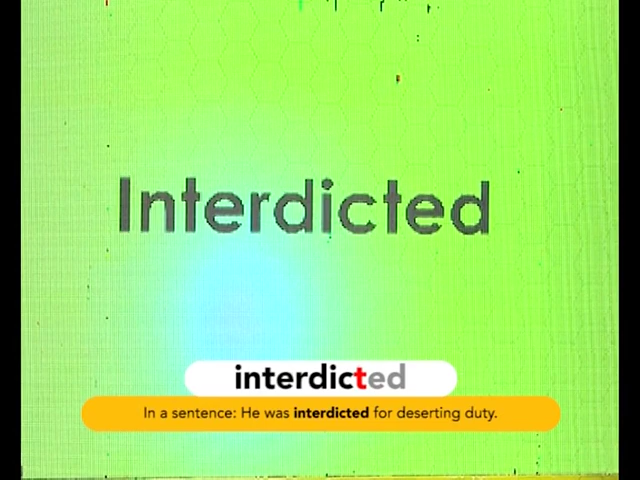 Interdicted
interdicted
In a sentence: He was interdicted for deserting duty.